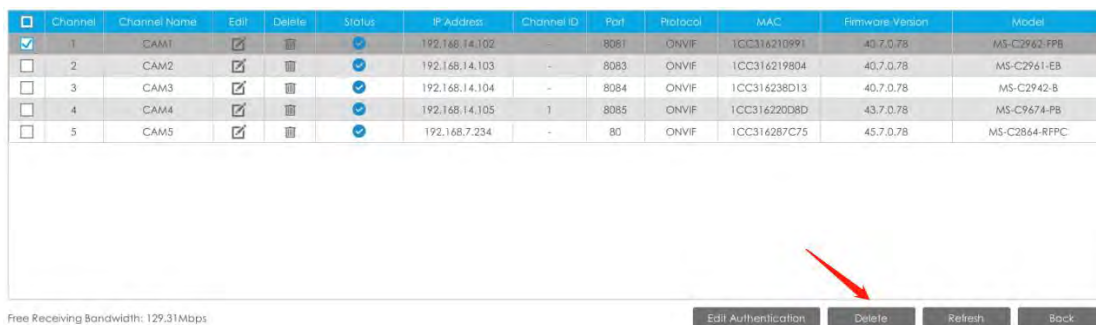 Channel Channel Name Edit Delete Status IP Address Channel ID Port Protocol MAC Firmware Version Model
1 CAM1 192.168.14.102 - 8081 ONVIF 1CC316210991 40.7.0.78 MS-C2962-FPB
2 CAM2 192.168.14.103 - 8083 ONVIF 1CC316219804 40.7.0.78 MS-C2961-EB
3 CAM3 192.168.14.104 - 8084 ONVIF 1CC316238D13 40.7.0.78 MS-C2942-B
4 CAM4 192.168.14.105 1 8085 ONVIF 1CC316220D8D 43.7.0.78 MS-C9674-PB
5 CAM5 192.168.7.234 - 80 ONVIF 1CC316287C75 45.7.0.78 MS-C2864-RFPC
Free Receiving Bandwidth: 129.31Mbps Edit Authentication Delete Refresh Back